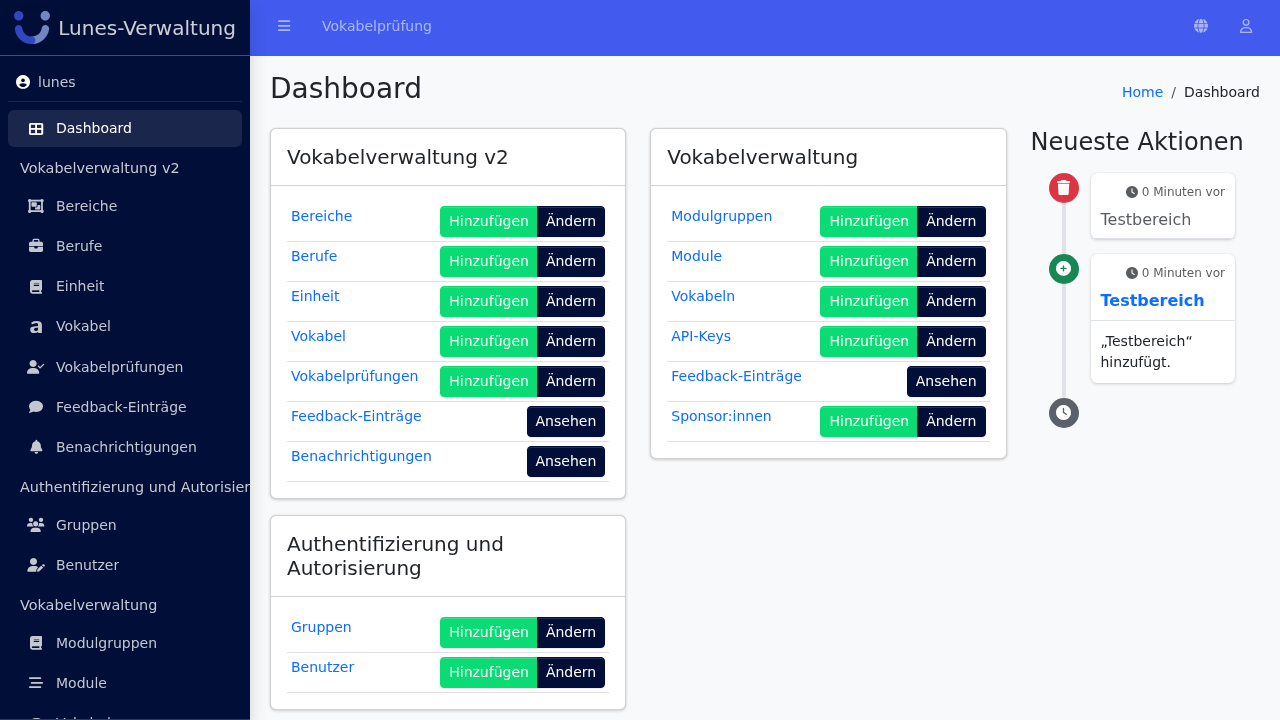 Lunes-Verwaltung
lunes
Dashboard
Vokabelverwaltung v2
Bereiche
Berufe
Einheit
Vokabel
Vokabelprüfungen
Feedback-Einträge
Benachrichtigungen
Authentifizierung und Autorisier
Gruppen
Benutzer
Vokabelverwaltung
Modulgruppen
Module
Vokabelprüfung
Dashboard
Home / Dashboard
Vokabelverwaltung v2
Bereiche Hinzufügen Ändern
Berufe Hinzufügen Ändern
Einheit Hinzufügen Ändern
Vokabel Hinzufügen Ändern
Vokabelprüfungen Hinzufügen Ändern
Feedback-Einträge Ansehen
Benachrichtigungen Ansehen
Authentifizierung und
Autorisierung
Gruppen Hinzufügen Ändern
Benutzer Hinzufügen Ändern
Vokabelverwaltung
Modulgruppen Hinzufügen Ändern
Module Hinzufügen Ändern
Vokabeln Hinzufügen Ändern
API-Keys Hinzufügen Ändern
Feedback-Einträge Ansehen
Sponsor:innen Hinzufügen Ändern
Neueste Aktionen
0 Minuten vor
Testbereich
0 Minuten vor
Testbereich
„Testbereich“
hinzufügt.